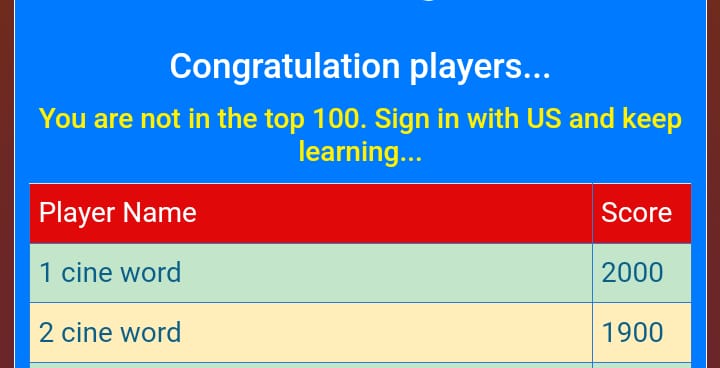 Congratulation players...
You are not in the top 100. Sign in with US and keep
learning...
Player Name Score
1 cine word 2000
2 cine word 1900